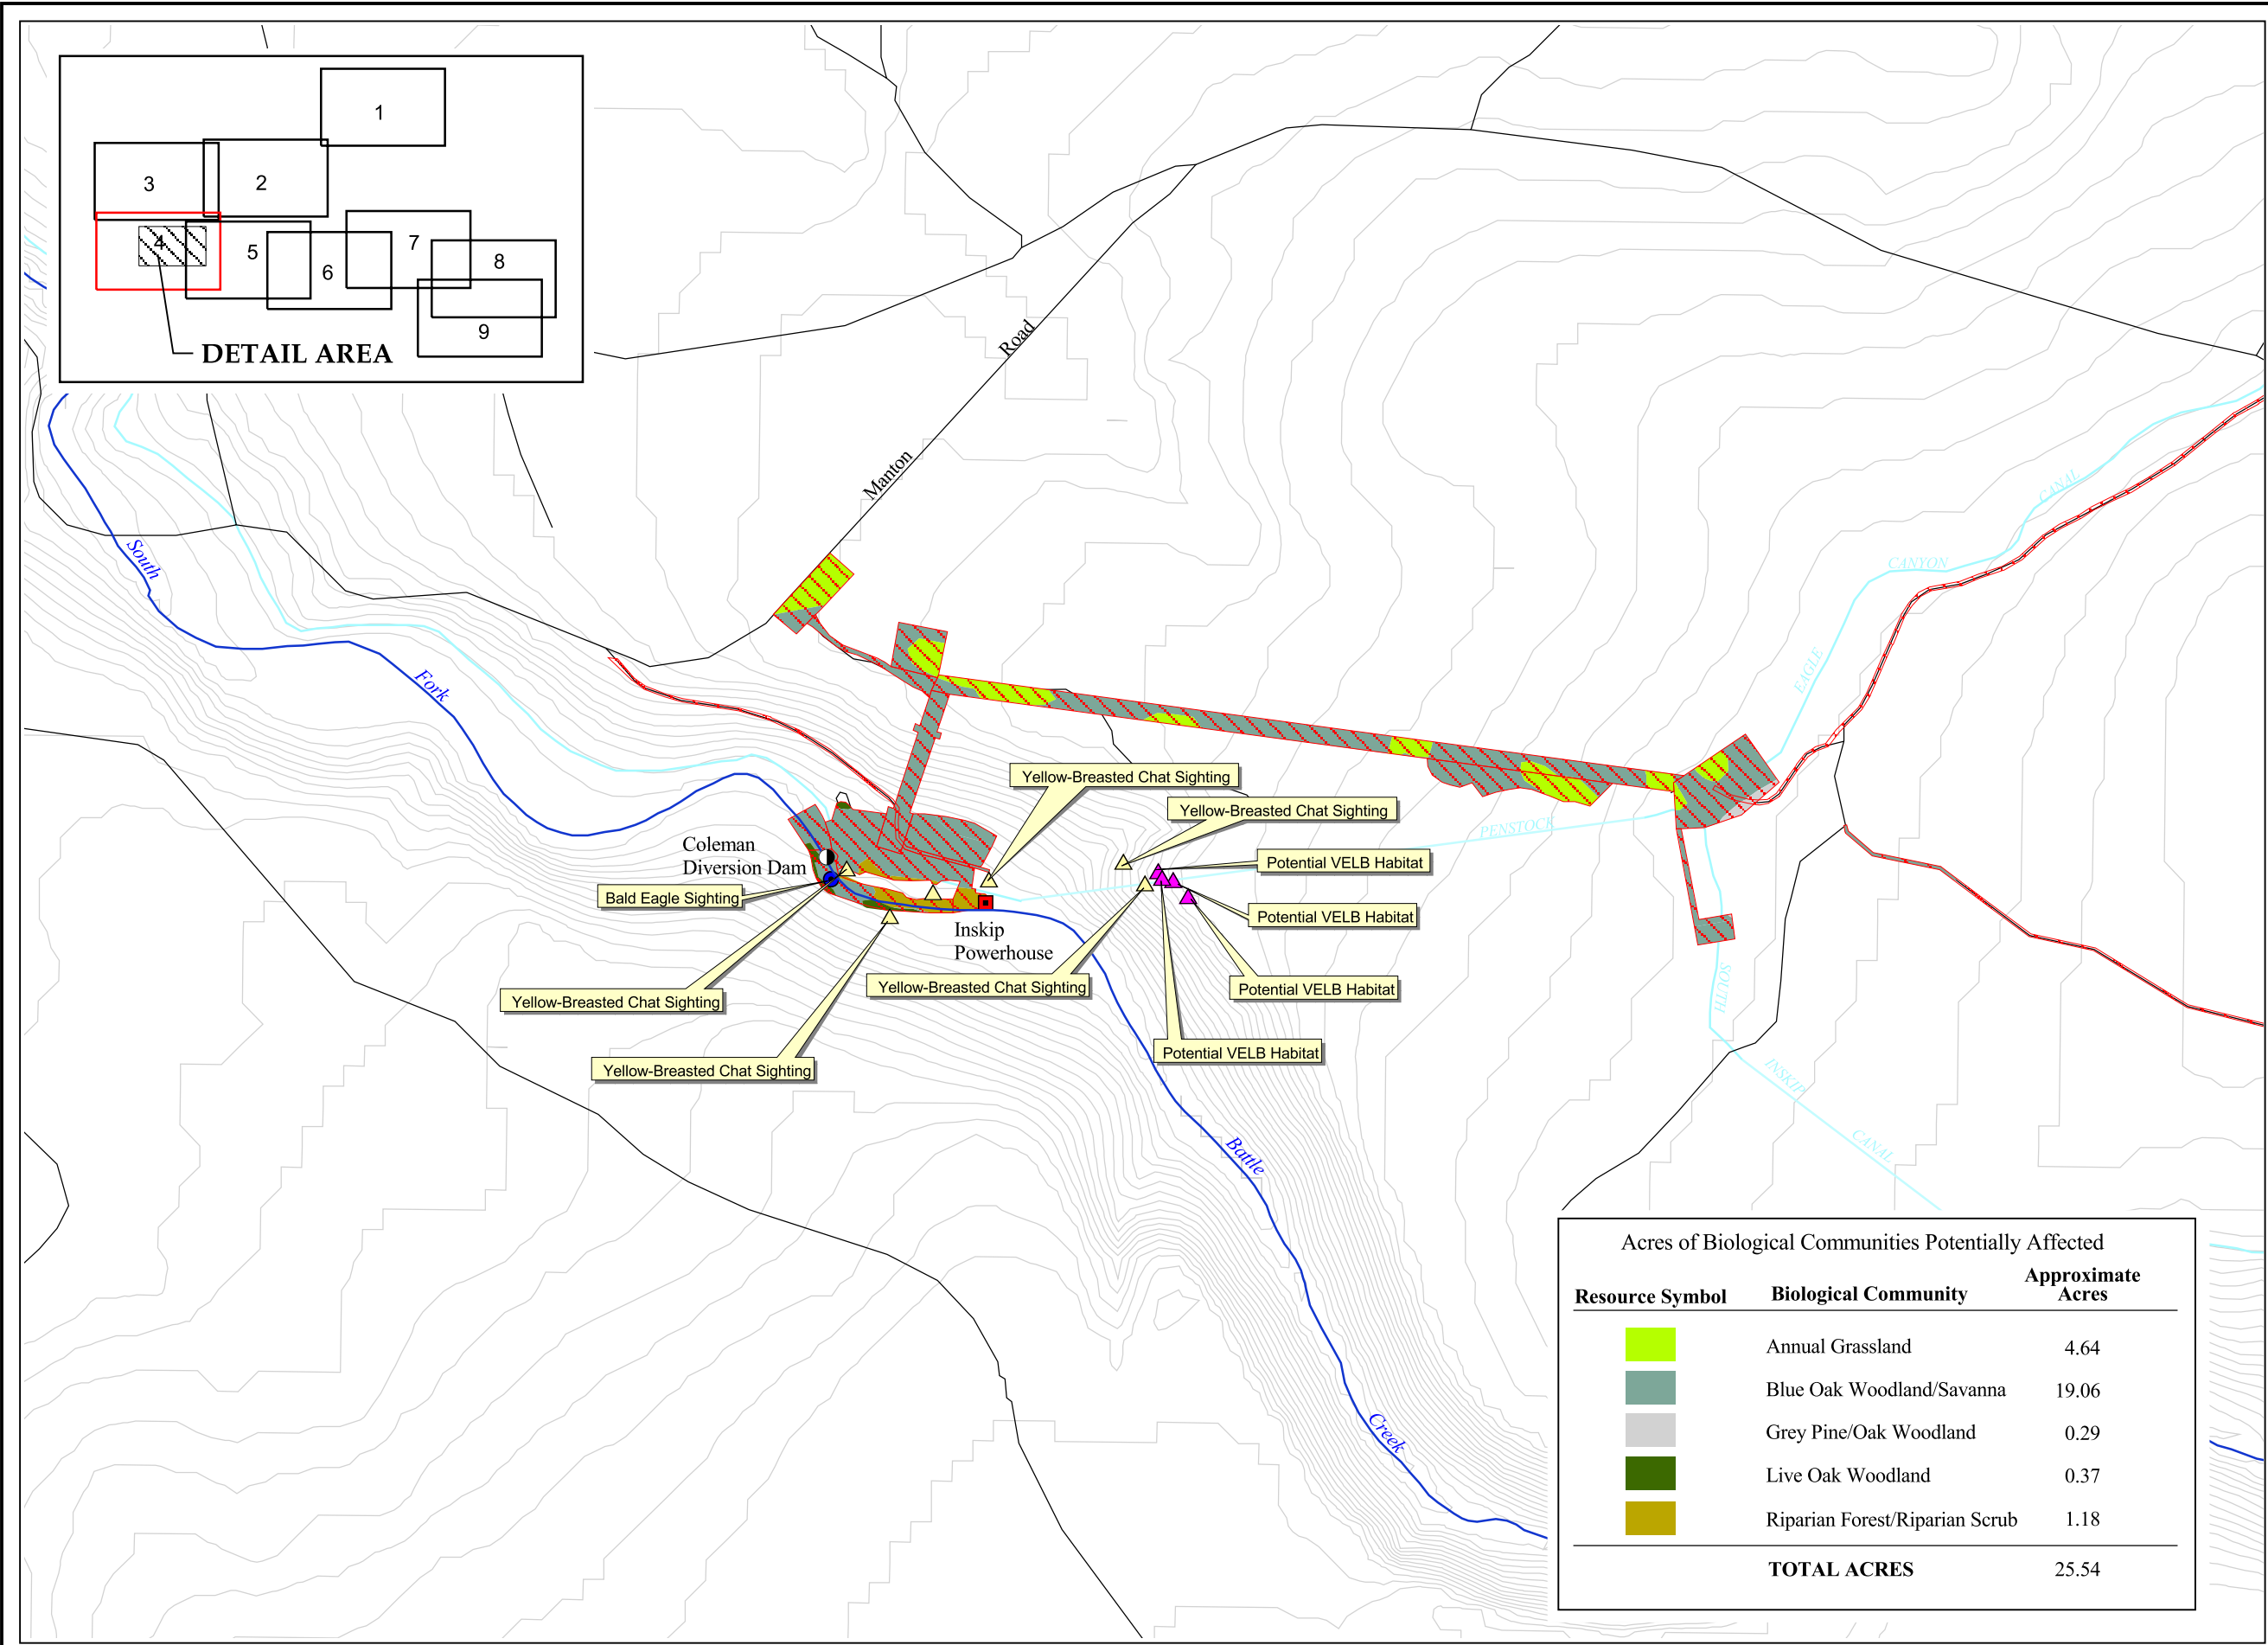 1
3
2
4
5
7
6
8
9
DETAIL AREA
Road
Manton
CANAL
CANYON
EAGLE
South
Fork
Yellow-Breasted Chat Sighting
Yellow-Breasted Chat Sighting
PENSTOCK
Coleman
Diversion Dam
Potential VELB Habitat
Bald Eagle Sighting
Potential VELB Habitat
Inskip
Powerhouse
Yellow-Breasted Chat Sighting
Potential VELB Habitat
Yellow-Breasted Chat Sighting
SOUTH
Potential VELB Habitat
Yellow-Breasted Chat Sighting
INSKIP
CANAL
Battle
Creek
Acres of Biological Communities Potentially Affected
Resource Symbol Biological Community Approximate Acres
Annual Grassland 4.64
Blue Oak Woodland/Savanna 19.06
Grey Pine/Oak Woodland 0.29
Live Oak Woodland 0.37
Riparian Forest/Riparian Scrub 1.18
TOTAL ACRES 25.54